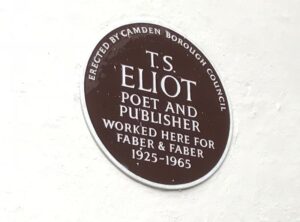 ERECTED BY CAMDEN BOROUGH COUNCIL
T.S.
ELIOT
POET AND
PUBLISHER
WORKED HERE FOR
FABER & FABER
1925-1965